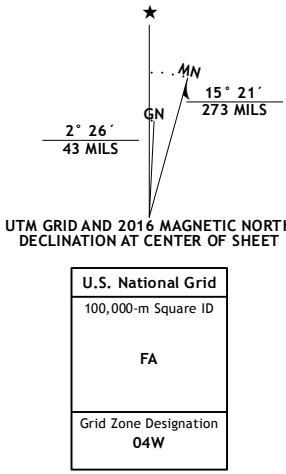 ★
MN
15° 21´
273 MILS
GN
2° 26´
43 MILS
UTM GRID AND 2016 MAGNETIC NORTH
DECLINATION AT CENTER OF SHEET
U.S. National Grid
100,000-m Square ID
FA
Grid Zone Designation
04W